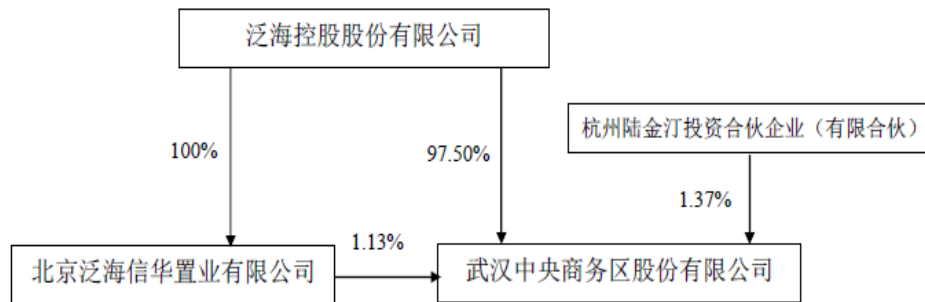 泛海控股股份有限公司
杭州陆金汀投资合伙企业（有限合伙）
100%
97.50%
1.37%
1.13%
北京泛海信华置业有限公司
武汉中央商务区股份有限公司